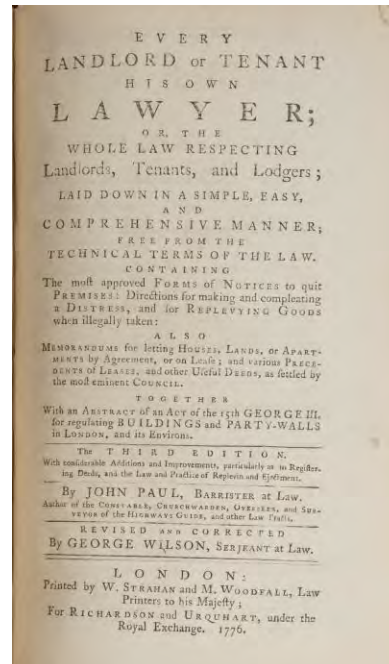 EVERY
LANDLORD or TENANT
HIS OWN
LAWYER;
OR, THE
WHOLE LAW RESPECTING
Landlords, Tenants, and Lodgers;
LAID DOWN IN A SIMPLE, EASY,
AND
COMPREHENSIVE MANNER;
FREE FROM THE
TECHNICAL TERMS OF THE LAW.
CONTAINING
The moſt approved FORMS of NOTICES to quit
PREMISES: Directions for making and compleating
a DISTRESS, and for REPLEVYING GOODS
when illegally taken:
ALSO
MEMORANDUMS for letting HOUSES, LANDS, or APART-
MENTS by Agreement, or on Leaſe; and various PRECE-
DENTS of LEASES, and other Uſeful DEEDS, as ſettled by
the moſt eminent COUNCIL.
TOGETHER
With an ABSTRACT of an Act of the 15th GEORGE III.
for regulating BUILDINGS and PARTY-WALLS
in LONDON, and its Environs.
The THIRD EDITION.
With conſiderable Additions and Improvements, particularly as to Regiſter-
ing Deeds, and the Law and Practice of Replevin and Ejectment.
By JOHN PAUL, BARRISTER at Law.
Author of the CONSTABLE, CHURCHWARDEN, OVERSEER, and SUR-
VEYOR of the HIGHWAYS GUIDE, and other Law Tracts.
REVISED AND CORRECTED
By GEORGE WILSON, SERJEANT at Law.
LONDON:
Printed by W. STRAHAN and M. WOODFALL, Law
Printers to his Majeſty;
For RICHARDSON and URQUHART, under the
Royal Exchange. 1776.